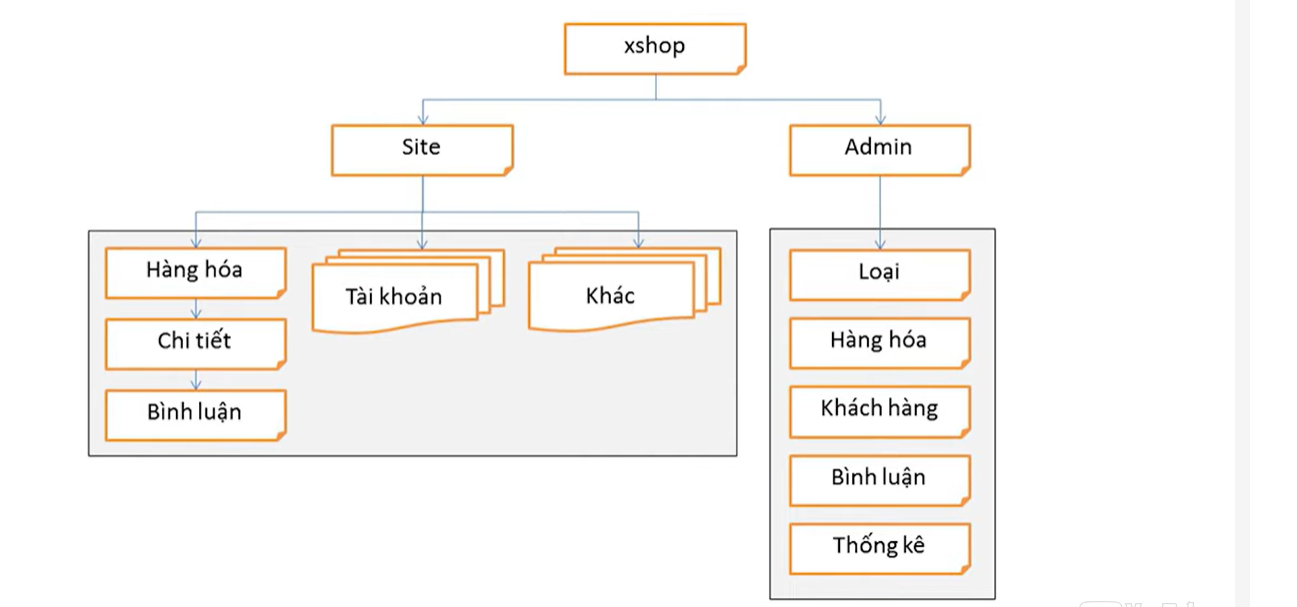 xshop
Site
Admin
Hàng hóa
Tài khoản
Khác
Chi tiết
Bình luận
Loại
Hàng hóa
Khách hàng
Bình luận
Thống kê